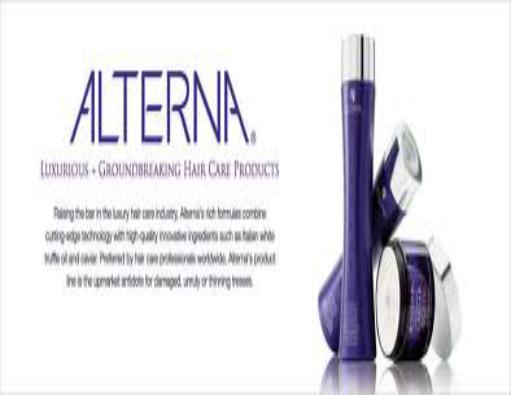 ALTERNA®
LUXURIOUS + GROUNDBREAKING HAIR CARE PRODUCTS
Raising the bar in the luxury hair care industry, Alterna's rich formulas combine
cutting-edge technology with high-quality innovative ingredients such as Italian white
truffle oil and caviar. Preferred by hair care professionals worldwide, Alterna's product
line is the upmarket antidote for damaged, unruly or thinning tresses.